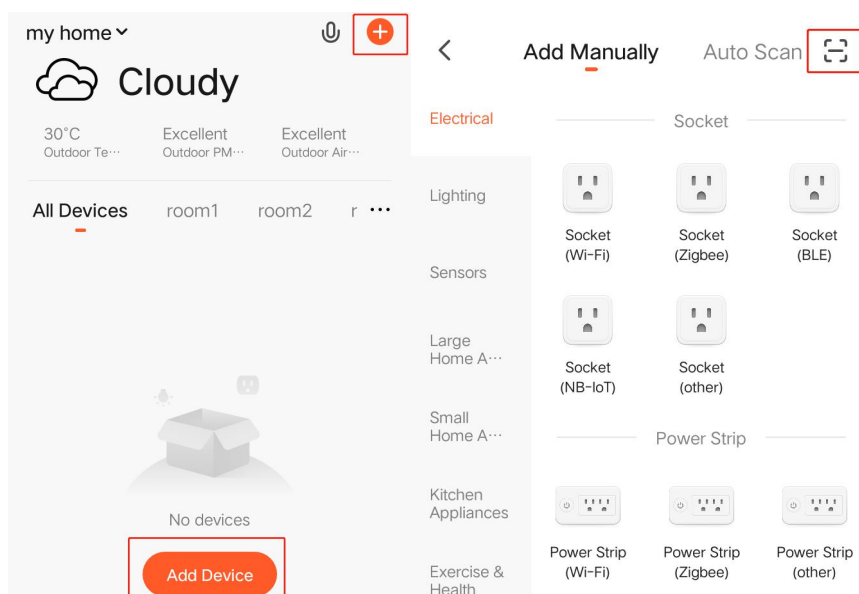 my home
Cloudy
30°C
Outdoor Te...
Excellent
Outdoor PM...
Excellent
Outdoor Air...
All Devices room1 room2 r ...
No devices
Add Device
Add Manually Auto Scan
Electrical
Lighting
Sensors
Large
Home A...
Small
Home A...
Kitchen
Appliances
Exercise &
Health
Socket
Socket
(Wi-Fi)
Socket
(Zigbee)
Socket
(BLE)
Socket
(NB-IoT)
Socket
(other)
Power Strip
Power Strip
(Wi-Fi)
Power Strip
(Zigbee)
Power Strip
(other)